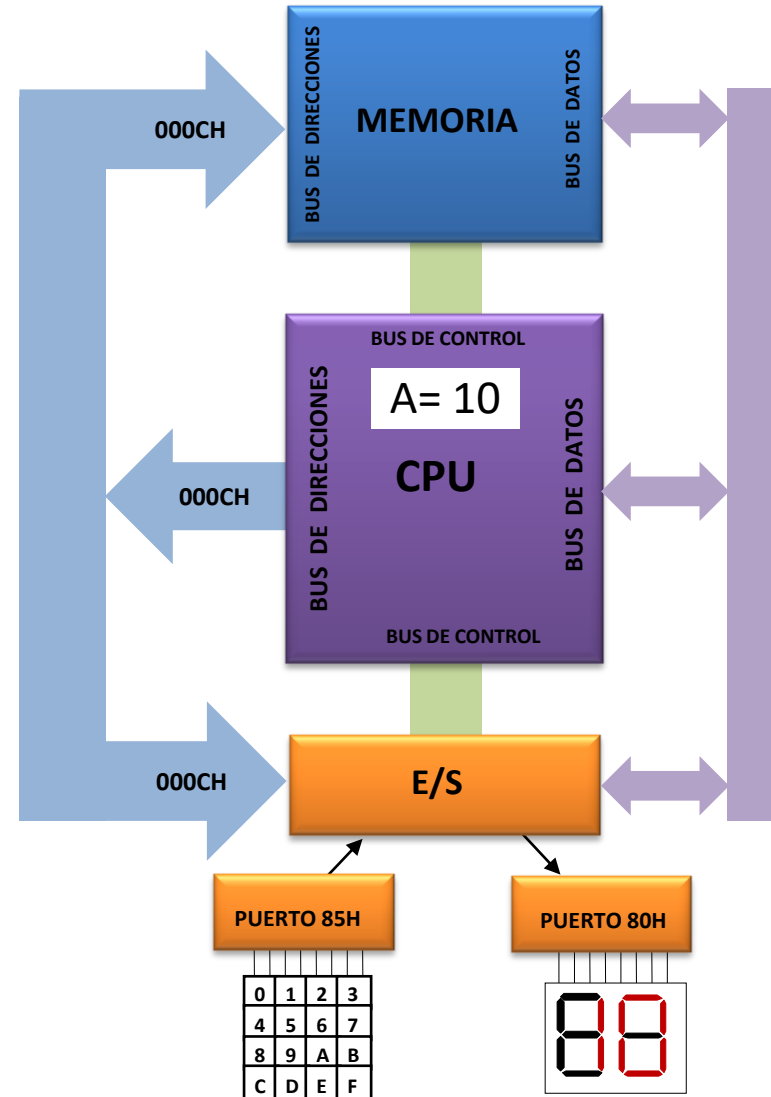 000CH
BUS DE DIRECCIONES
MEMORIA
BUS DE DATOS
BUS DE CONTROL
A= 10
CPU
000CH
BUS DE DIRECCIONES
BUS DE DATOS
BUS DE CONTROL
000CH
E/S
PUERTO 85H
PUERTO 80H
0 1 2 3
4 5 6 7
8 9 A B
C D E F
10